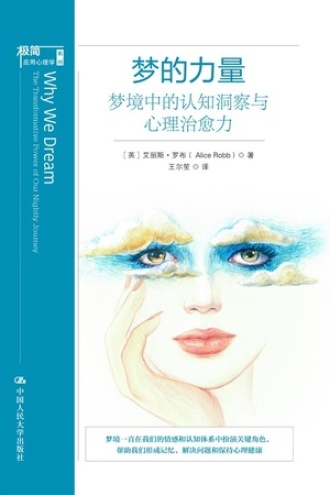 极简
应用心理学
Why We Dream
The Transformative Power of Our Nightly Journey
中国人民大学出版社
梦的力量
梦境中的认知洞察与
心理治愈力
[英] 艾丽斯·罗布 ( Alice Robb ) ◎ 著
王尔笙 ◎ 译
梦境一直在我们的情感和认知体系中扮演关键角色，
帮助我们形成记忆、解决问题和保持心理健康